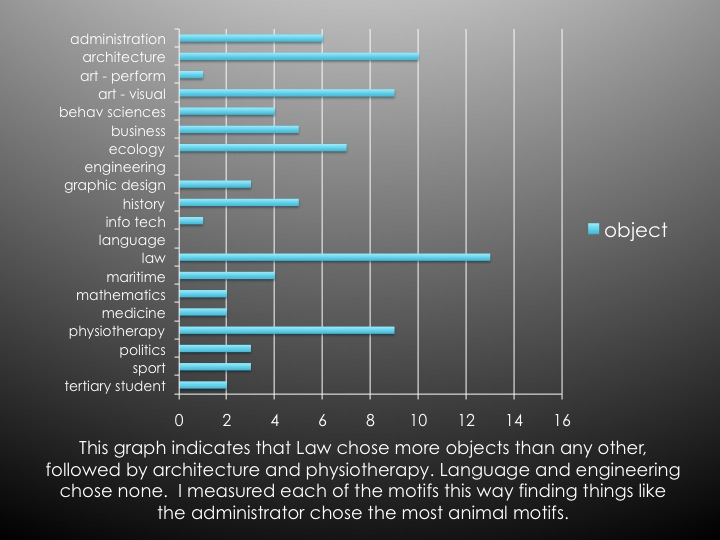 administration
architecture
art - perform
art - visual
behav sciences
business
ecology
engineering
graphic design
history
info tech
language
law
maritime
mathematics
medicine
physiotherapy
politics
sport
tertiary student
0 2 4 6 8 10 12 14 16
object
This graph indicates that Law chose more objects than any other,
followed by architecture and physiotherapy. Language and engineering
chose none.  I measured each of the motifs this way finding things like
the administrator chose the most animal motifs.